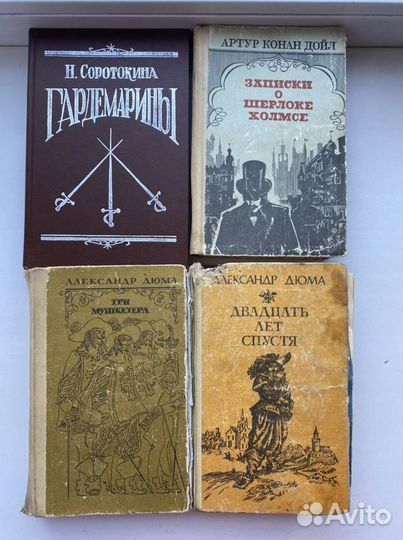 Н. Соротокина
ГАРДЕМАРИНЫ
АРТУР КОНАН ДОЙЛ
ЗАПИСКИ
О
ШЕРЛОКЕ
ХОЛМСЕ
АЛЕКСАНДР ДЮМА
ТРИ
МУШКЕТЕРА
АЛЕКСАНДР ДЮМА
ДВАДЦАТЬ
ЛЕТ
СПУСТЯ
Avito